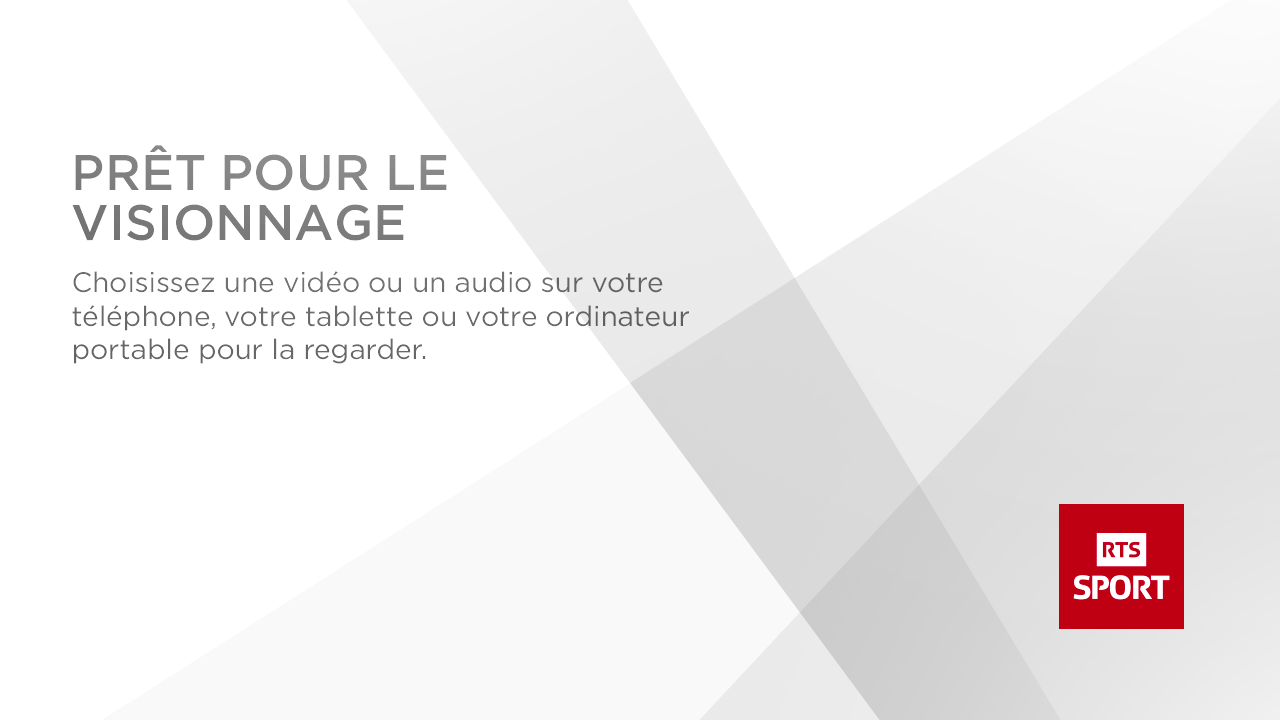 PRÊT POUR LE
VISIONNAGE
Choisissez une vidéo ou un audio sur votre
téléphone, votre tablette ou votre ordinateur
portable pour la regarder.
RTS
SPORT